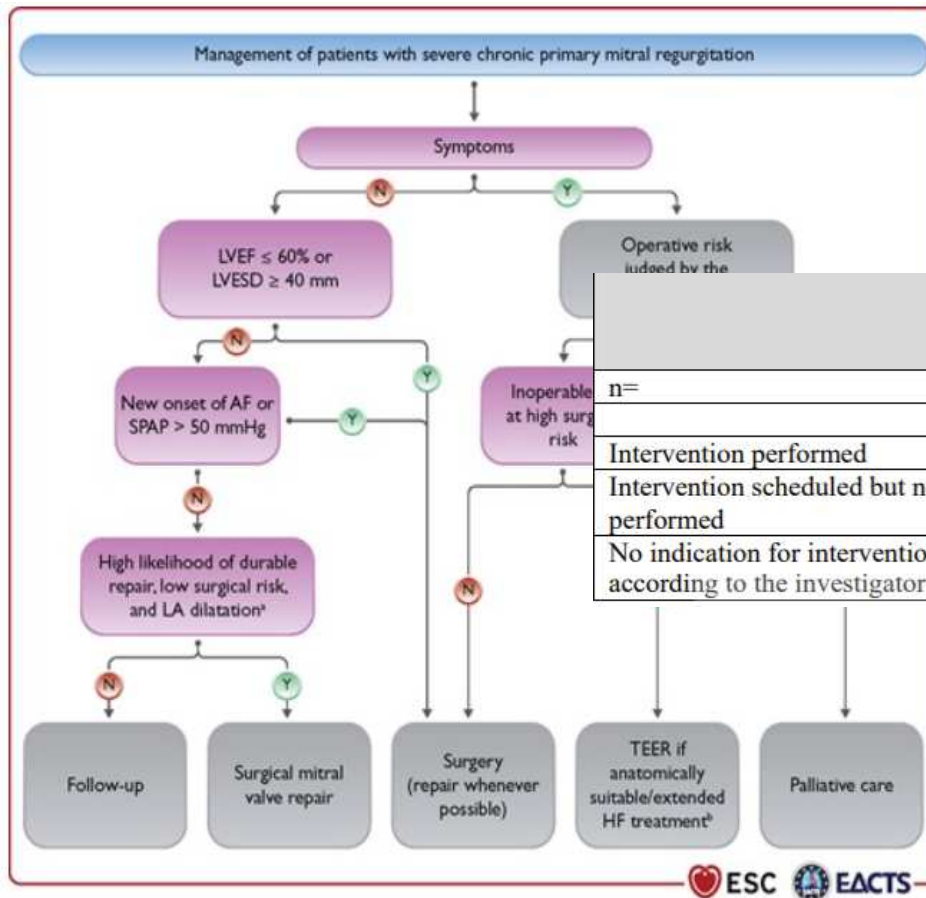 Management of patients with severe chronic primary mitral regurgitation
Symptoms
N
Y
LVEF ≤ 60% or
LVESD ≥ 40 mm
Operative risk
judged by the
N
Y
New onset of AF or
SPAP > 50 mmHg
Y
Inoperable
at high surg
risk
n=
Intervention performed
Intervention scheduled but n
performed
No indication for interventio
according to the investigator
N
High likelihood of durable
repair, low surgical risk,
and LA dilatationᵃ
N
N
Y
Follow-up
Surgical mitral
valve repair
Surgery
(repair whenever
possible)
TEER if
anatomically
suitable/extended
HF treatmentᵇ
Palliative care
ESC EACTS